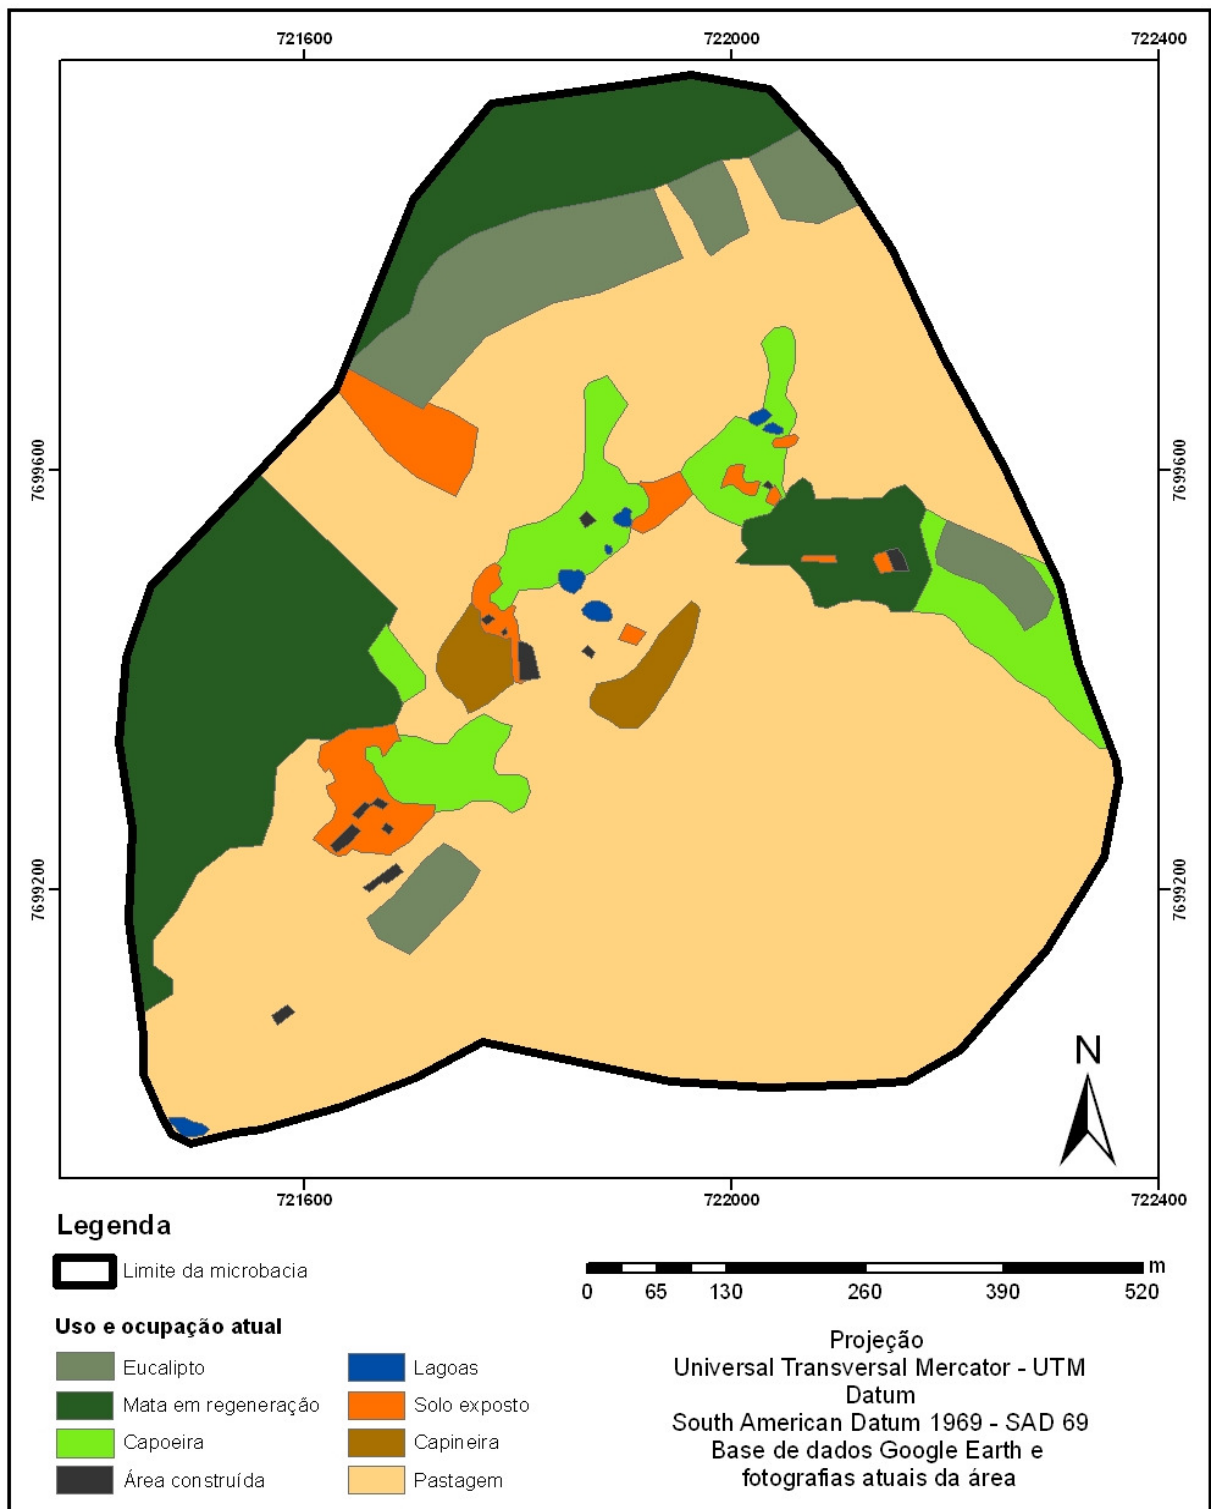 721600 722000 722400
7699600 7699600
7699200 7699200
N
721600 722000 722400
Legenda
Limite da microbacia
m
0 65 130 260 390 520
Uso e ocupação atual
Eucalipto
Mata em regeneração
Capoeira
Área construída
Lagoas
Solo exposto
Capineira
Pastagem
Projeção
Universal Transversal Mercator - UTM
Datum
South American Datum 1969 - SAD 69
Base de dados Google Earth e
fotografias atuais da área